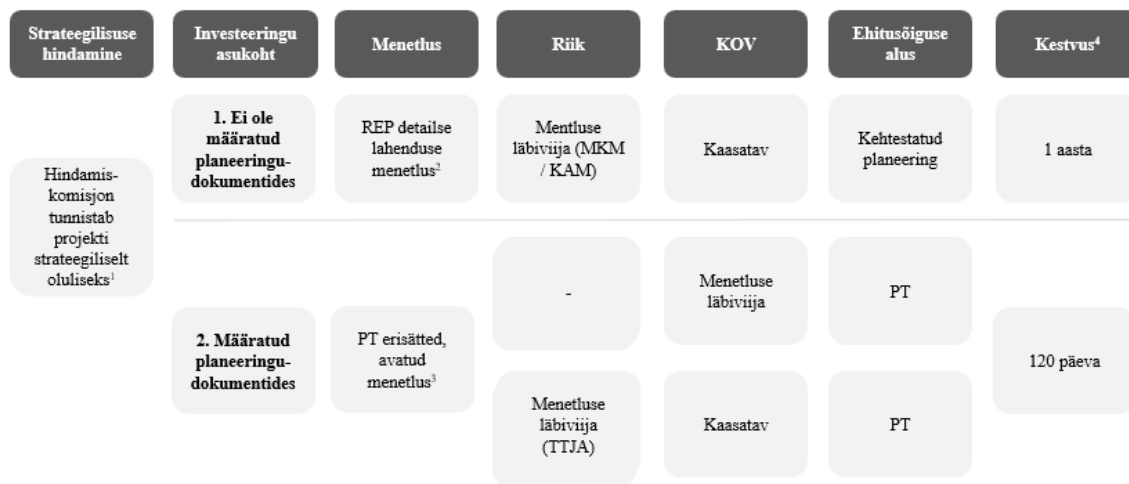 Strateegilisuse
hindamine
Investeeringu
asukoht
Menetlus
Riik
KOV
Ehitusõiguse
alus
Kestvus⁴
Hindamis-
komisjon
tunnistab
projekti
strateegiliselt
oluliseks¹
1. Ei ole
määratud
planeeringu-
dokumentides
REP detailse
lahenduse
menetlus²
Mentluse
läbiviija (MKM
/ KAM)
Kaasatav
Kehtestatud
planeering
1 aasta
2. Määratud
planeeringu-
dokumentides
PT erisätted,
avatud
menetlus³
-
Menetluse
läbiviija
PT
Menetluse
läbiviija
(TTJA)
Kaasatav
PT
120 päeva